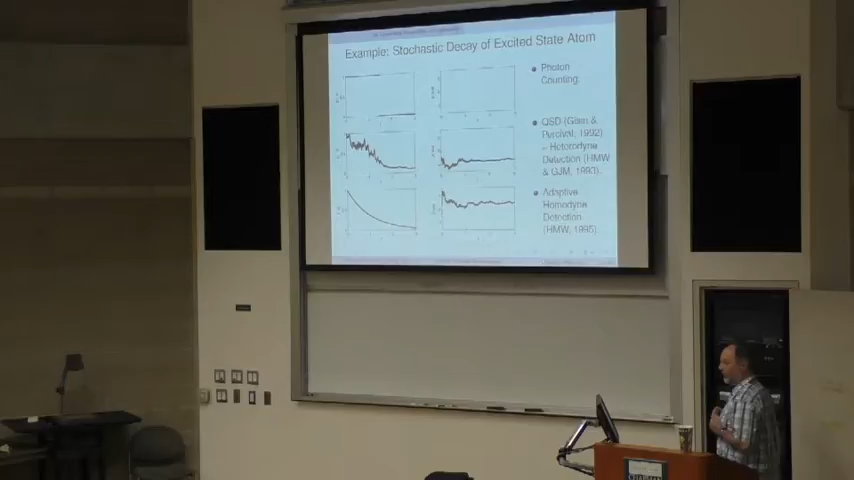 Example: Stochastic Decay of Excited State Atom
Photon
Counting.
QSD (Gisin &
Percival, 1992)
– Heterodyne
Detection (HMW
& GJM, 1993).
Adaptive
Homodyne
Detection
(HMW, 1995)